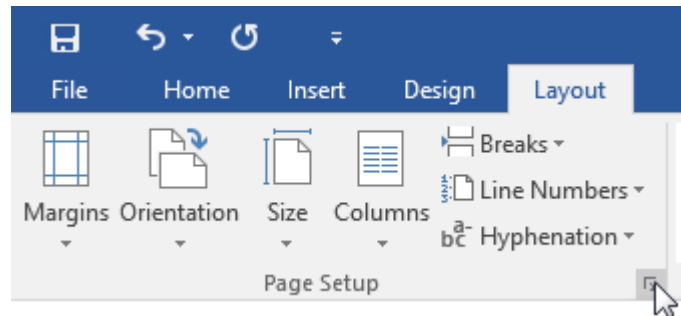 File Home Insert Design Layout
Breaks
Line Numbers
Margins Orientation Size Columns
Hyphenation
Page Setup